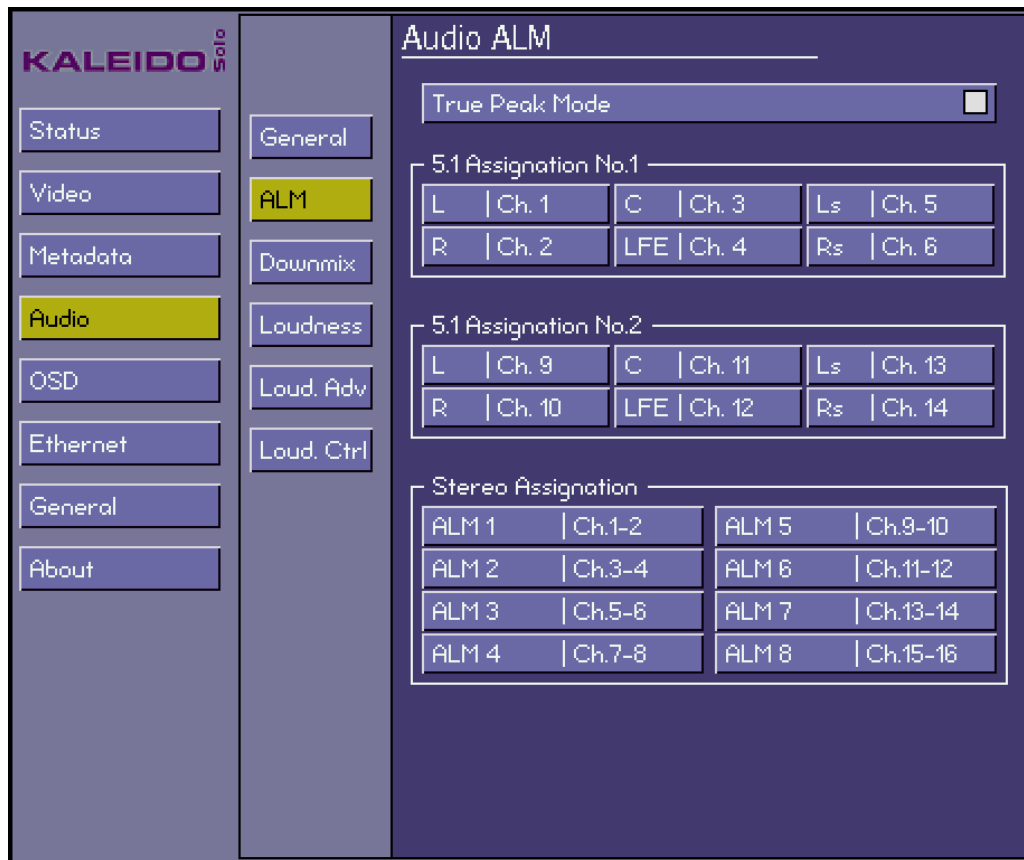 KALEIDO Solo
Status
Video
Metadata
Audio
OSD
Ethernet
General
About
General
ALM
Downmix
Loudness
Loud. Adv
Loud. Ctrl
Audio ALM
True Peak Mode
5.1 Assignation No.1
L | Ch. 1 C | Ch. 3 Ls | Ch. 5
R | Ch. 2 LFE | Ch. 4 Rs | Ch. 6
5.1 Assignation No.2
L | Ch. 9 C | Ch. 11 Ls | Ch. 13
R | Ch. 10 LFE | Ch. 12 Rs | Ch. 14
Stereo Assignation
ALM 1 | Ch.1-2 ALM 5 | Ch.9-10
ALM 2 | Ch.3-4 ALM 6 | Ch.11-12
ALM 3 | Ch.5-6 ALM 7 | Ch.13-14
ALM 4 | Ch.7-8 ALM 8 | Ch.15-16